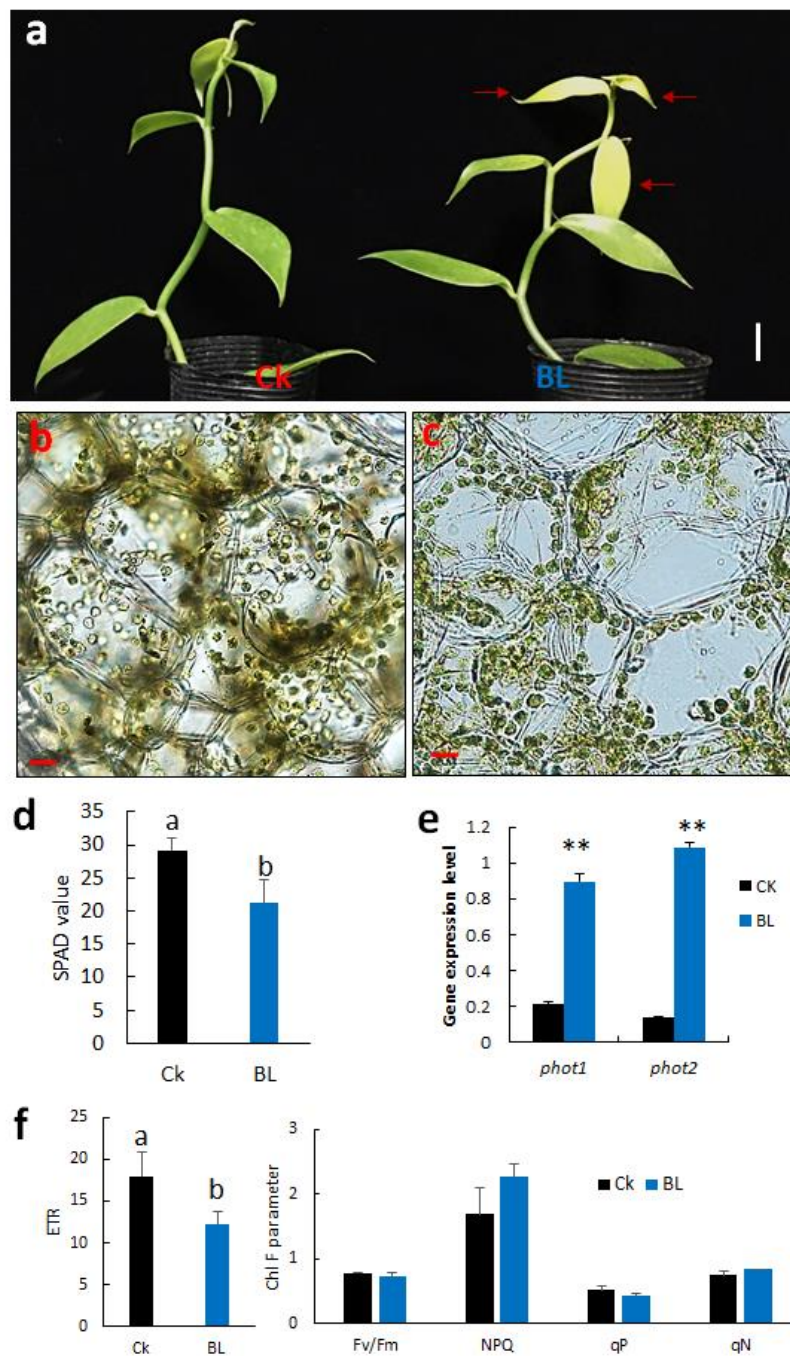 a
Ck
BL
b
c
d
35
30
25
20
15
10
5
0
SPAD value
a
b
Ck
BL
e
1.2
1
0.8
0.6
0.4
0.2
0
Gene expression level
**
**
CK
BL
phot1
phot2
f
25
20
15
10
5
0
ETR
a
b
Ck
BL
3
2
1
0
Chl F parameter
Ck
BL
Fv/Fm
NPQ
qP
qN